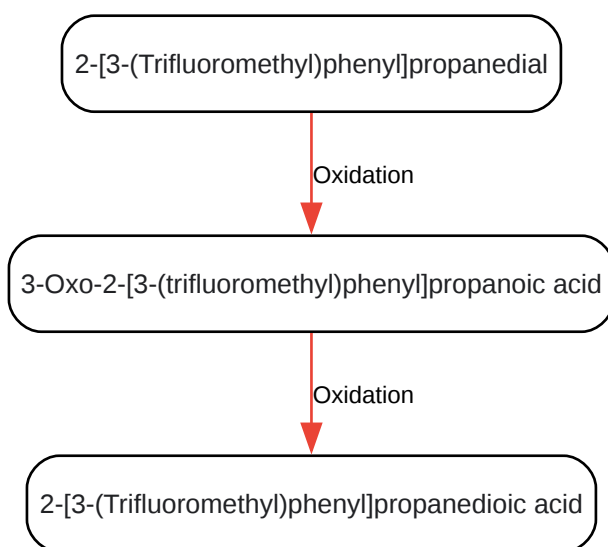 2-[3-(Trifluoromethyl)phenyl]propanedial
Oxidation
3-Oxo-2-[3-(trifluoromethyl)phenyl]propanoic acid
Oxidation
2-[3-(Trifluoromethyl)phenyl]propanedioic acid